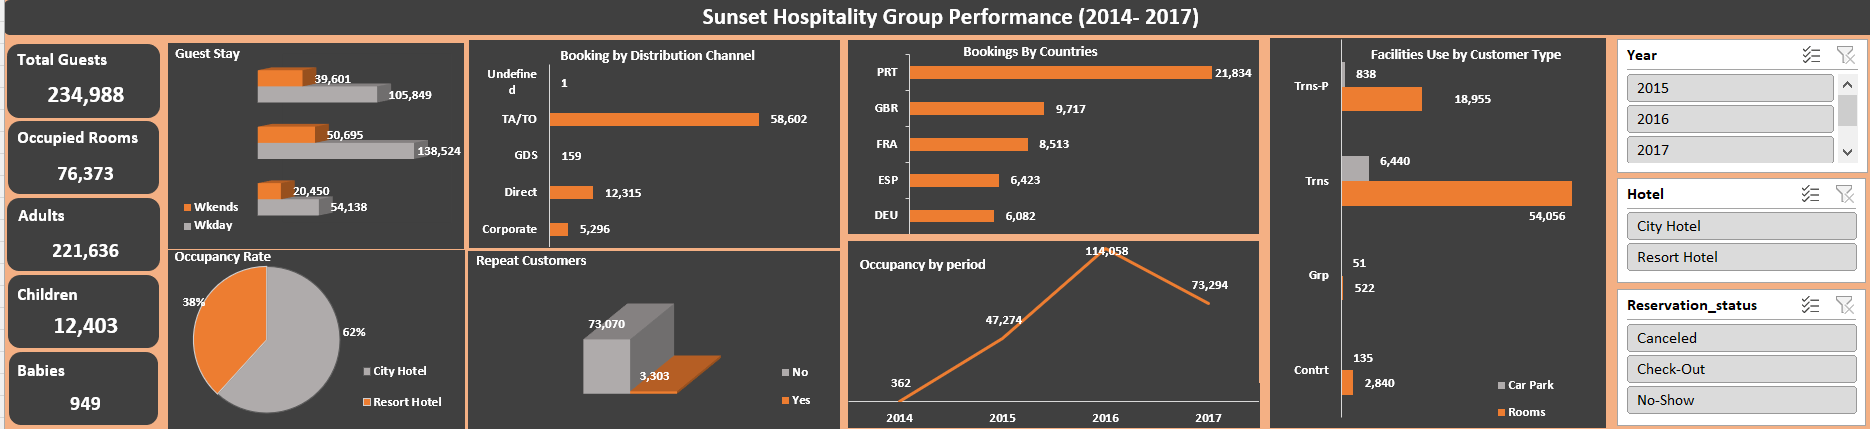 Sunset Hospitality Group Performance (2014- 2017)
Total Guests
234,988
Occupied Rooms
76,373
Adults
221,636
Children
12,403
Babies
949
Guest Stay
39,601
105,849
50,695
138,524
20,450
54,138
Wkends
Wkday
Occupancy Rate
38%
62%
City Hotel
Resort Hotel
Booking by Distribution Channel
Undefine
d
1
TA/TO
58,602
GDS
159
Direct
12,315
Corporate
5,296
Repeat Customers
73,070
3,303
No
Yes
Bookings By Countries
PRT
21,834
GBR
9,717
FRA
8,513
ESP
6,423
DEU
6,082
Occupancy by period
114,058
73,294
47,274
362
2014
2015
2016
2017
Facilities Use by Customer Type
838
Trns-P
18,955
6,440
Trns
54,056
51
Grp
522
135
Contrt
2,840
Car Park
Rooms
Year
2015
2016
2017
Hotel
City Hotel
Resort Hotel
Reservation_status
Canceled
Check-Out
No-Show